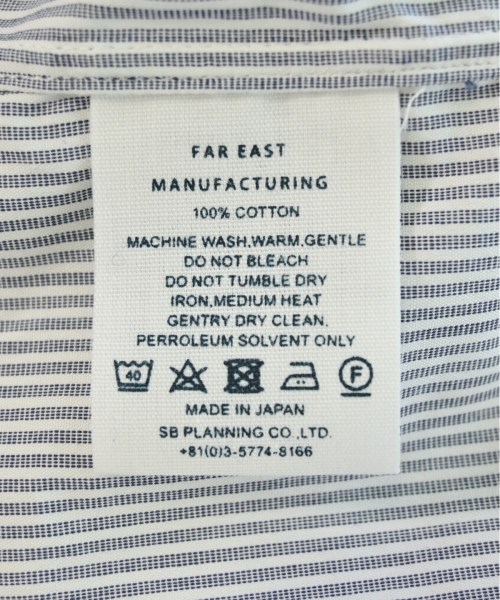 FAR EAST
MANUFACTURING
100% COTTON
MACHINE WASH,WARM,GENTLE
DO NOT BLEACH
DO NOT TUMBLE DRY
IRON,MEDIUM HEAT
GENTRY DRY CLEAN,
PERROLEUM SOLVENT ONLY
40 F
MADE IN JAPAN
SB PLANNING CO.,LTD.
+81(0)3-5774-8166